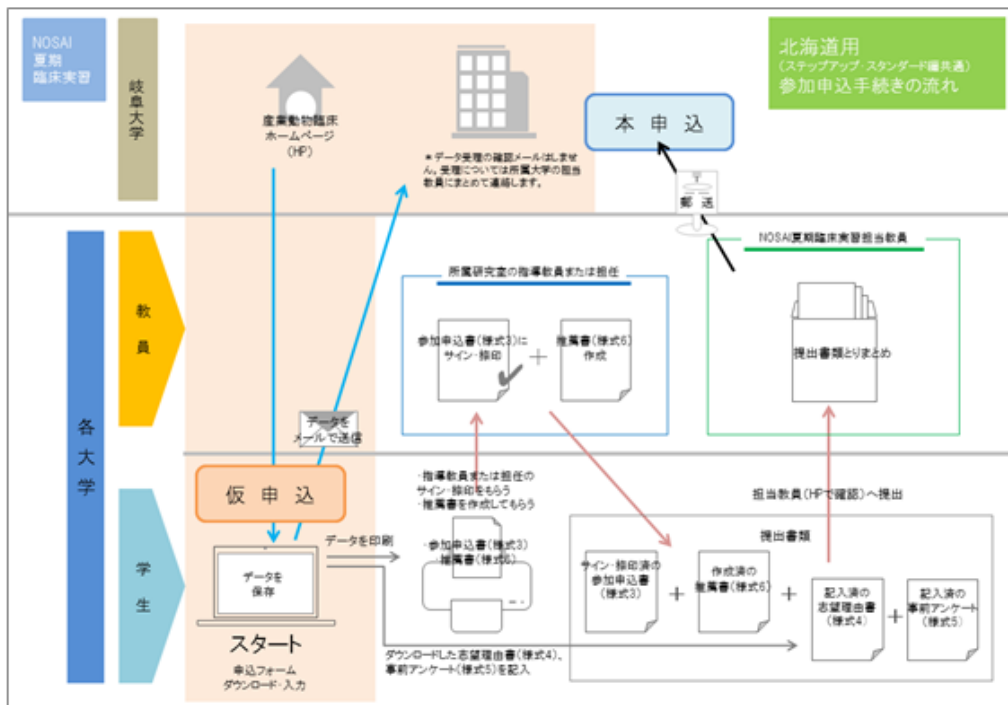 NOSAI
夏期
臨床実習
岐阜大学
産業動物臨床
ホームページ
(HP)
＊データ受理の確認メールはしませ
ん。受理については所属大学の担当
教員にまとめて連絡します。
本申込
北海道用
(ステップアップ・スタンダード編共通)
参加申込手続きの流れ
郵送
各大学
教員
所属研究室の指導教員または担任
参加申込書(様式3)に
サイン・捺印
＋
推薦書(様式6)
作成
NOSAI夏期臨床実習担当教員
提出書類とりまとめ
データを
メールで送信
学生
仮申込
・指導教員または担任の
サイン・捺印をもらう
・推薦書を作成してもらう
データを印刷
・参加申込書(様式3)
・推薦書(様式6)
データを
保存
スタート
申込フォーム
ダウンロード・入力
ダウンロードした志望理由書(様式4)、
事前アンケート(様式5)を記入
担当教員(HPで確認)へ提出
提出書類
サイン・捺印済の
参加申込書
(様式3)
＋
作成済の
推薦書(様式6)
＋
記入済の
志望理由書
(様式4)
＋
記入済の
事前アンケート
(様式5)